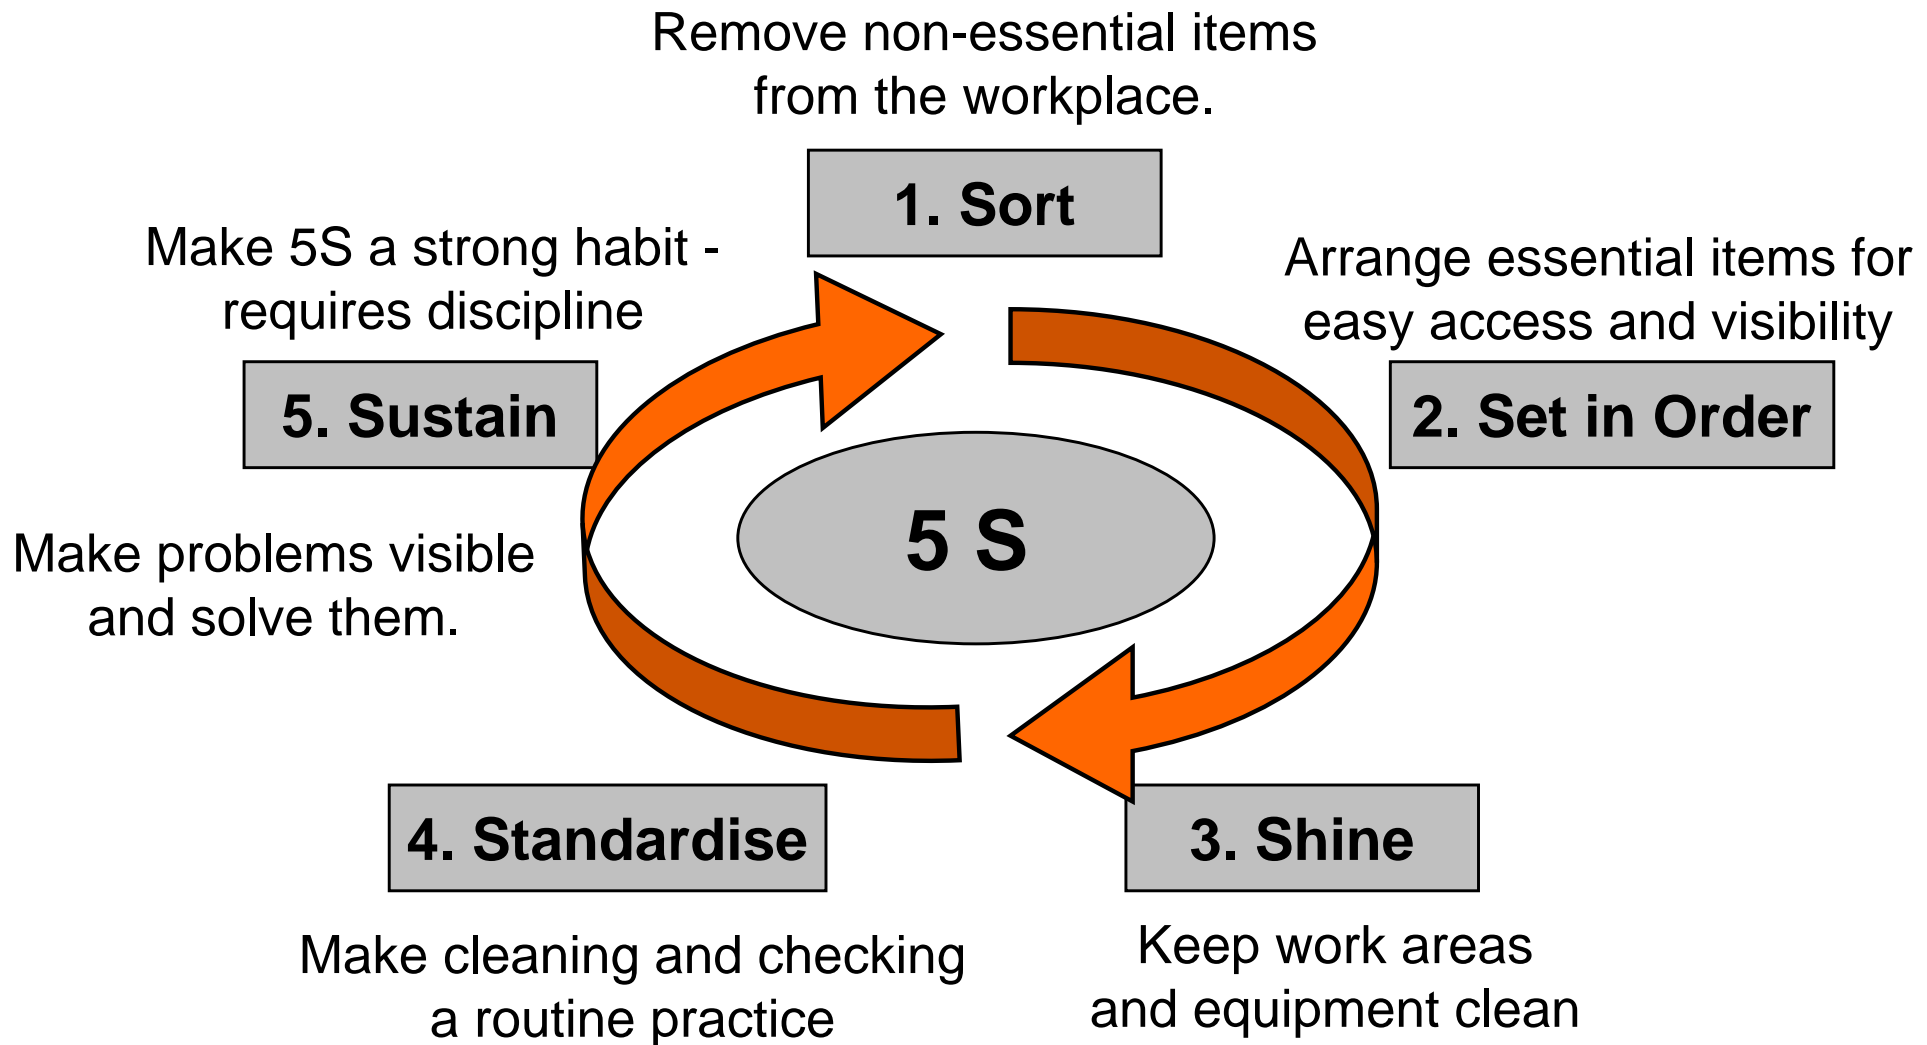 Remove non-essential items
from the workplace.
1. Sort
Arrange essential items for
easy access and visibility
2. Set in Order
Keep work areas
and equipment clean
3. Shine
4. Standardise
Make cleaning and checking
a routine practice
Make 5S a strong habit -
requires discipline
5. Sustain
Make problems visible
and solve them.
5 S